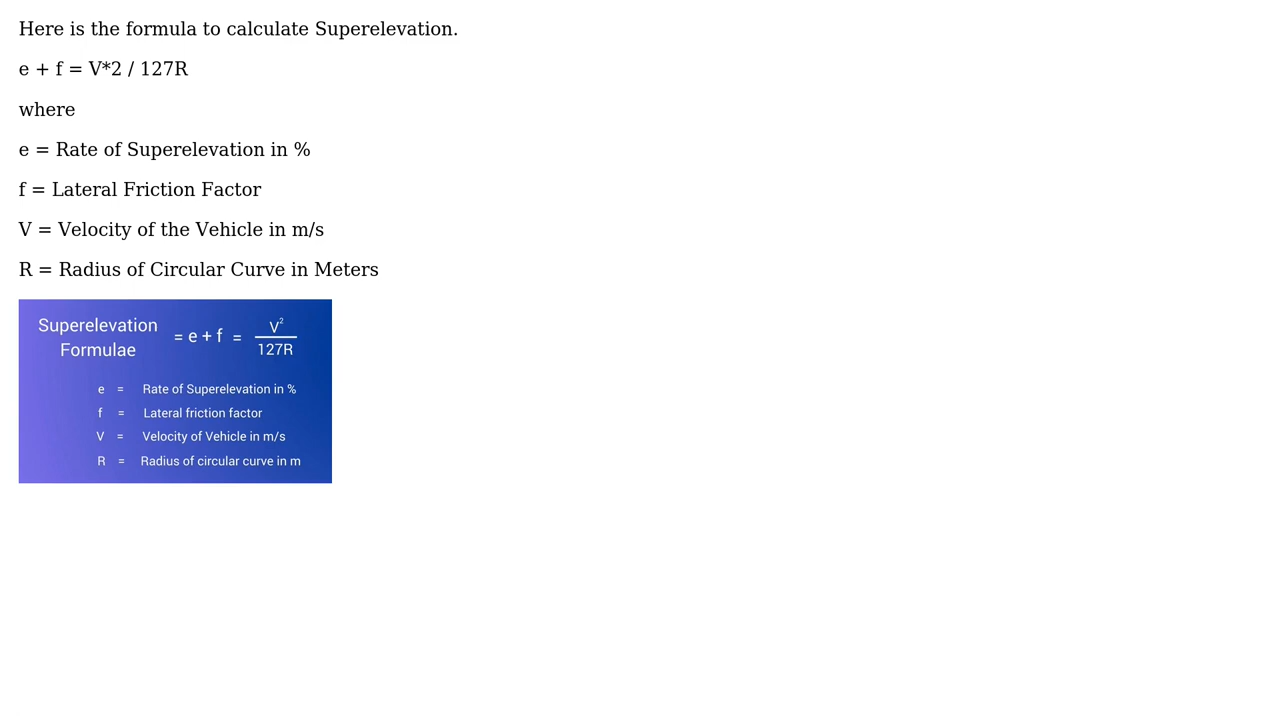 Here is the formula to calculate Superelevation.
e + f = V*2 / 127R
where
e = Rate of Superelevation in %
f = Lateral Friction Factor
V = Velocity of the Vehicle in m/s
R = Radius of Circular Curve in Meters
Superelevation Formulae = e + f = V² / 127R
e = Rate of Superelevation in %
f = Lateral friction factor
V = Velocity of Vehicle in m/s
R = Radius of circular curve in m